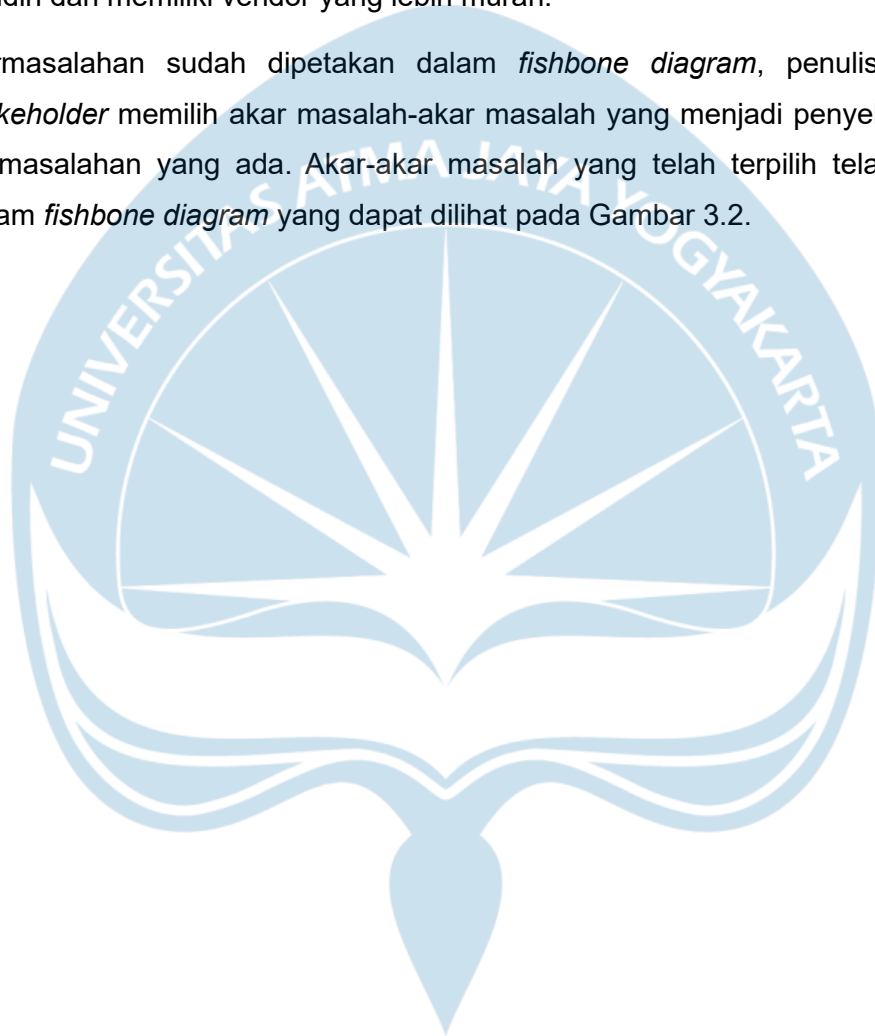 din dan memiliki vendor yang lebih murah.
rmasalahan sudah dipetakan dalam fishbone diagram, penulis
keholder memilih akar masalah-akar masalah yang menjadi penye
masalahan yang ada. Akar-akar masalah yang telah terpilih tela
am fishbone diagram yang dapat dilihat pada Gambar 3.2.
UNIVERSITAS ATMA JAYA YOGYAKARTA